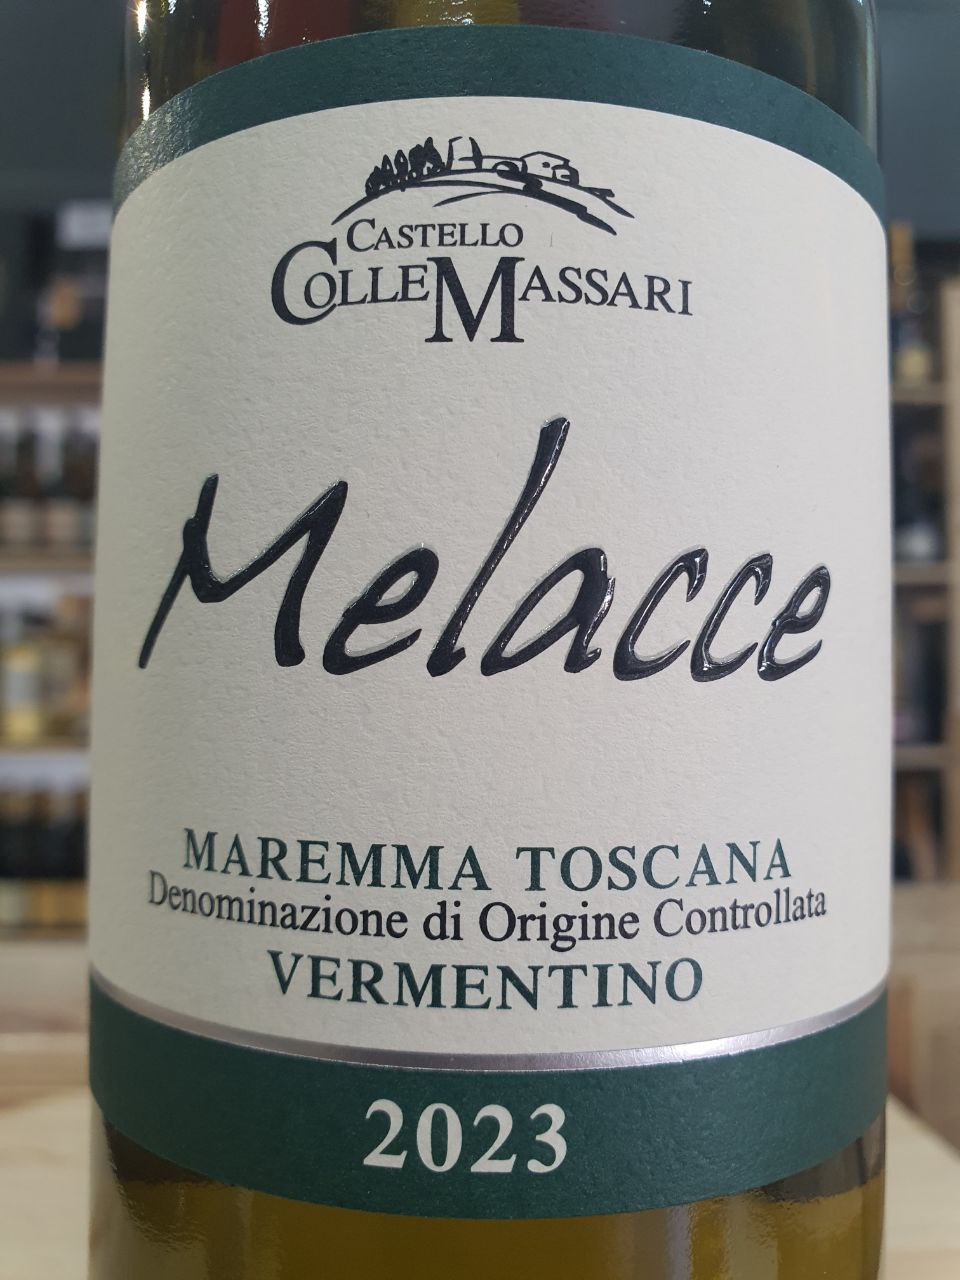 CASTELLO
COLLEMASSARI
Melacce
MAREMMA TOSCANA
Denominazione di Origine Controllata
VERMENTINO
2023